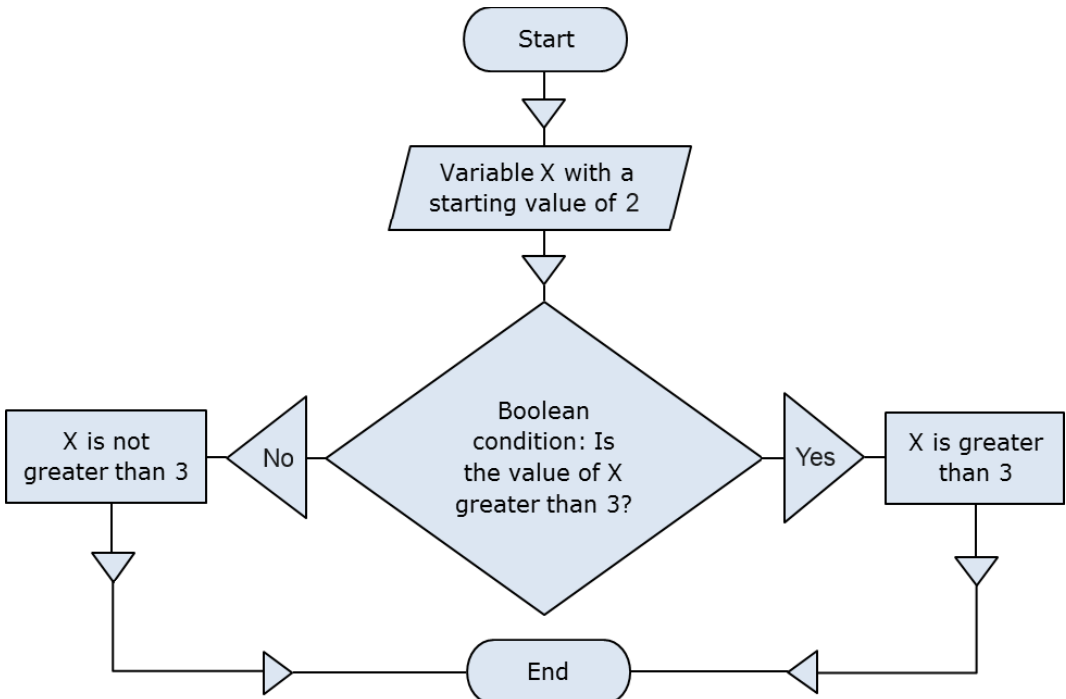 Start
Variable X with a
starting value of 2
Boolean
condition: Is
the value of X
greater than 3?
No
Yes
X is not
greater than 3
X is greater
than 3
End